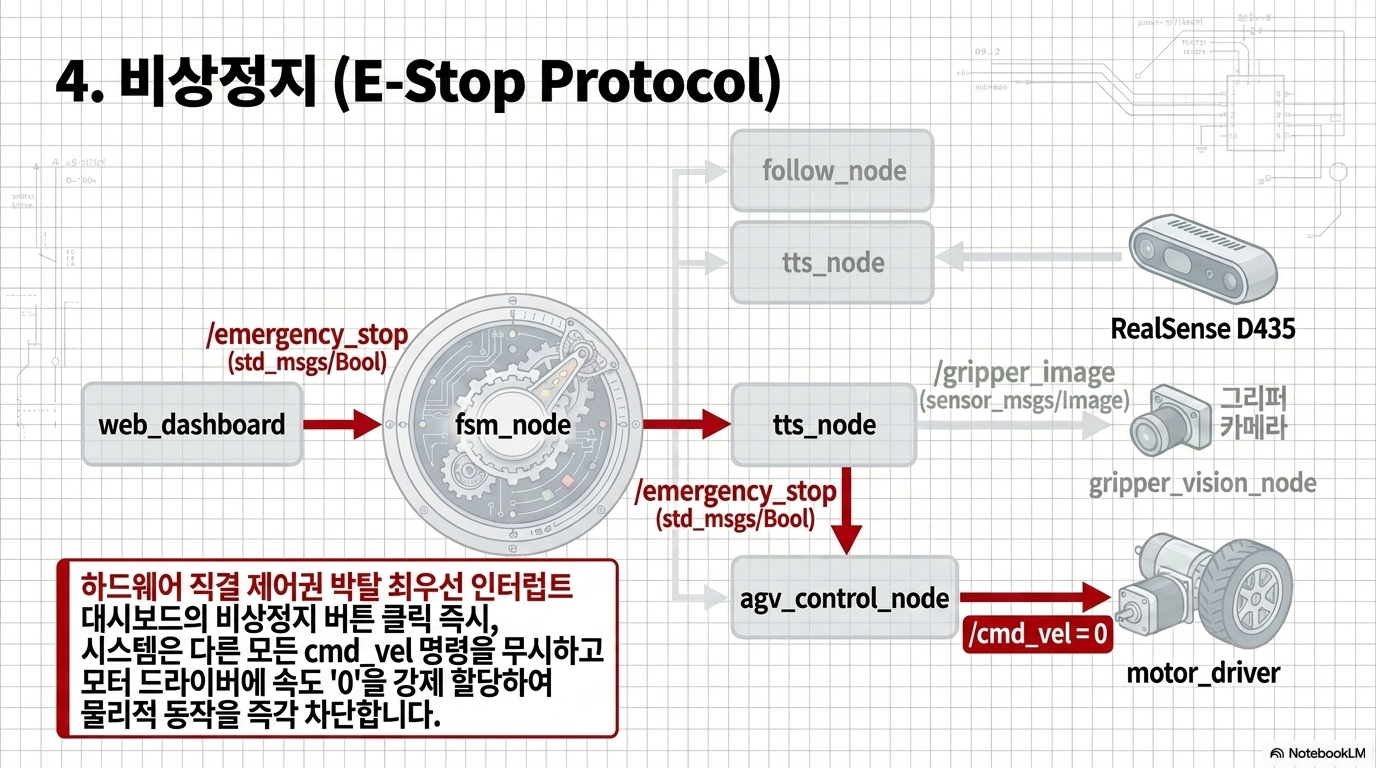 4. 비상정지 (E-Stop Protocol)
follow_node
tts_node
RealSense D435
/emergency_stop
(std_msgs/Bool)
web_dashboard
fsm_node
tts_node
/gripper_image
(sensor_msgs/Image)
그리퍼
카메라
gripper_vision_node
/emergency_stop
(std_msgs/Bool)
agv_control_node
/cmd_vel = 0
motor_driver
하드웨어 직결 제어권 박탈 최우선 인터럽트
대시보드의 비상정지 버튼 클릭 즉시,
시스템은 다른 모든 cmd_vel 명령을 무시하고
모터 드라이버에 속도 '0'을 강제 할당하여
물리적 동작을 즉각 차단합니다.
NotebookLM